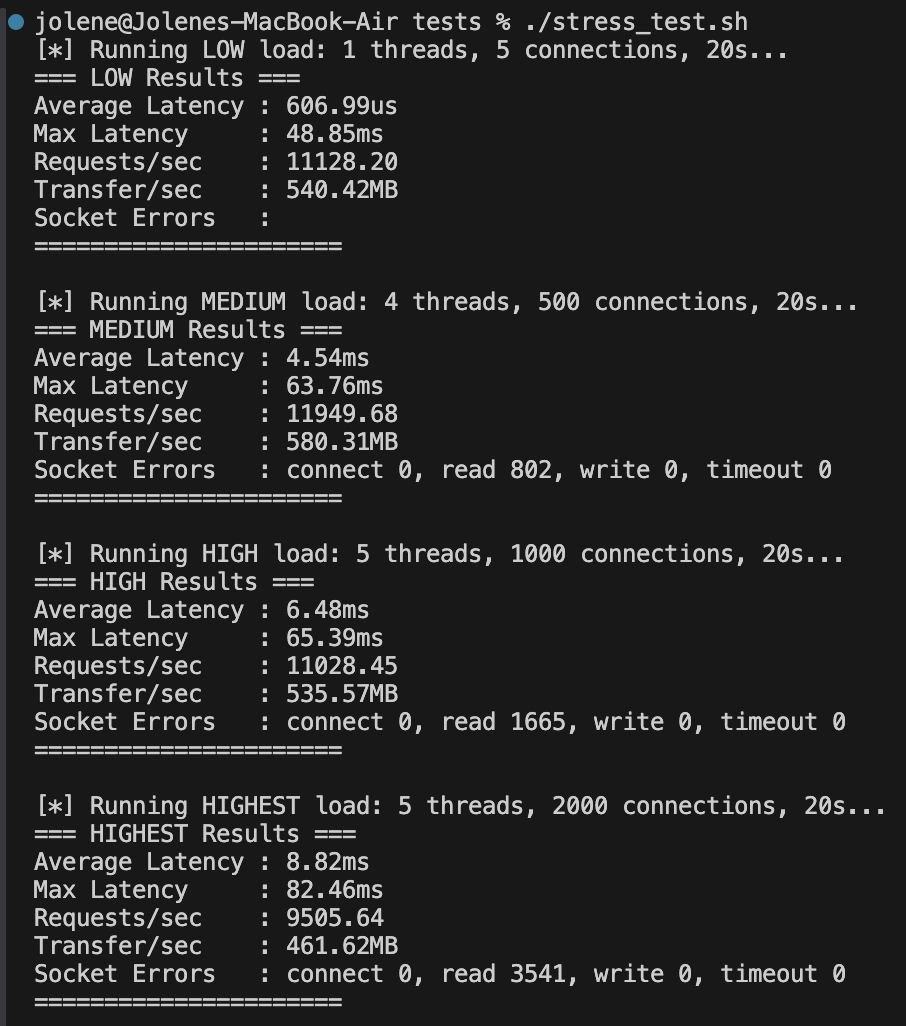 jolene@Jolenes-MacBook-Air tests % ./stress_test.sh
[*] Running LOW load: 1 threads, 5 connections, 20s...
=== LOW Results ===
Average Latency : 606.99us
Max Latency     : 48.85ms
Requests/sec    : 11128.20
Transfer/sec    : 540.42MB
Socket Errors   :
======================

[*] Running MEDIUM load: 4 threads, 500 connections, 20s...
=== MEDIUM Results ===
Average Latency : 4.54ms
Max Latency     : 63.76ms
Requests/sec    : 11949.68
Transfer/sec    : 580.31MB
Socket Errors   : connect 0, read 802, write 0, timeout 0
======================

[*] Running HIGH load: 5 threads, 1000 connections, 20s...
=== HIGH Results ===
Average Latency : 6.48ms
Max Latency     : 65.39ms
Requests/sec    : 11028.45
Transfer/sec    : 535.57MB
Socket Errors   : connect 0, read 1665, write 0, timeout 0
======================

[*] Running HIGHEST load: 5 threads, 2000 connections, 20s...
=== HIGHEST Results ===
Average Latency : 8.82ms
Max Latency     : 82.46ms
Requests/sec    : 9505.64
Transfer/sec    : 461.62MB
Socket Errors   : connect 0, read 3541, write 0, timeout 0
======================